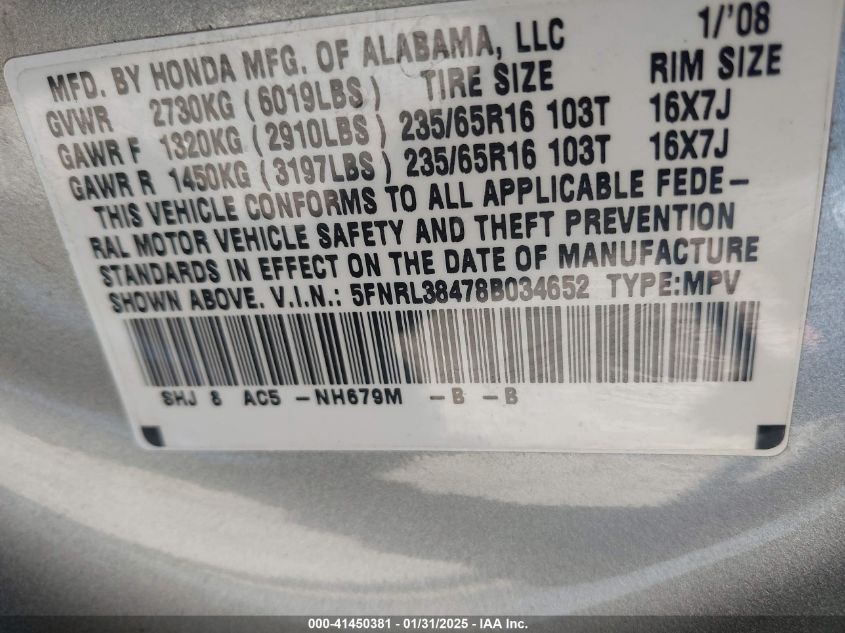 MFD. BY HONDA MFG. OF ALABAMA, LLC 1/'08
TIRE SIZE RIM SIZE
GVWR 2730KG (6019LBS)
GAWR F 1320KG (2910LBS) 235/65R16 103T 16X7J
GAWR R 1450KG (3197LBS) 235/65R16 103T 16X7J
THIS VEHICLE CONFORMS TO ALL APPLICABLE FEDE-
RAL MOTOR VEHICLE SAFETY AND THEFT PREVENTION
STANDARDS IN EFFECT ON THE DATE OF MANUFACTURE
SHOWN ABOVE. V.I.N.: 5FNRL38478B034652 TYPE:MPV
SHJ 8 AC5 -NH679M -B -B
000-41450381 - 01/31/2025 - IAA Inc.